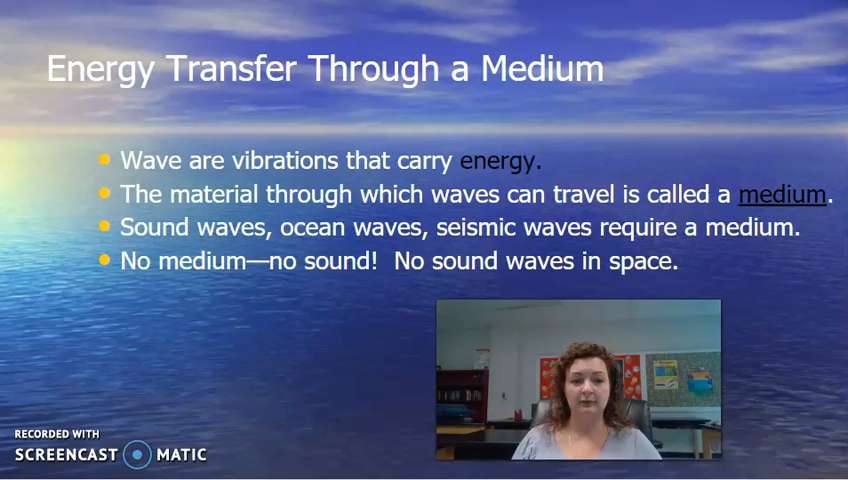 Energy Transfer Through a Medium
Wave are vibrations that carry energy.
The material through which waves can travel is called a medium.
Sound waves, ocean waves, seismic waves require a medium.
No medium—no sound! No sound waves in space.
RECORDED WITH
SCREENCAST MATIC